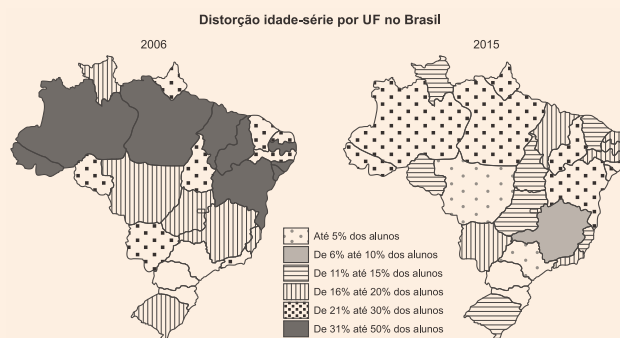 Distorção idade-série por UF no Brasil
2006
2015
Até 5% dos alunos
De 6% até 10% dos alunos
De 11% até 15% dos alunos
De 16% até 20% dos alunos
De 21% até 30% dos alunos
De 31% até 50% dos alunos